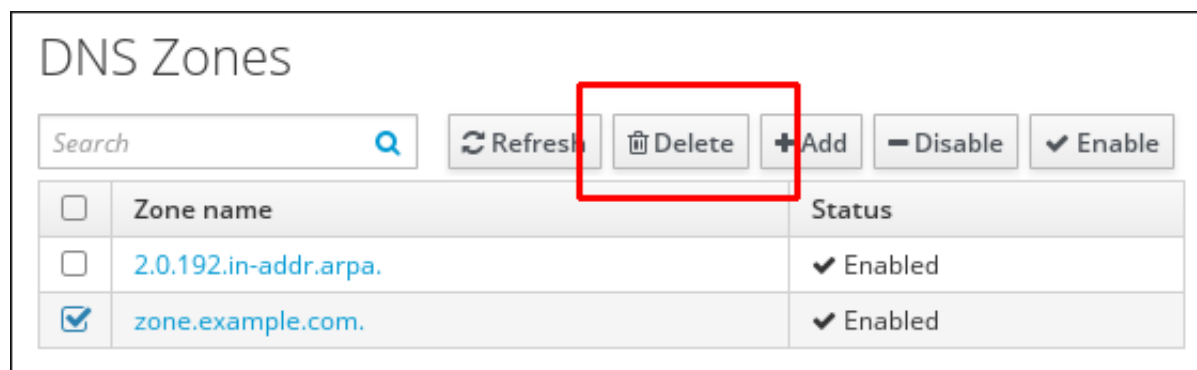 DNS Zones
Search Refresh Delete Add Disable Enable
Zone name Status
2.0.192.in-addr.arpa. Enabled
zone.example.com. Enabled